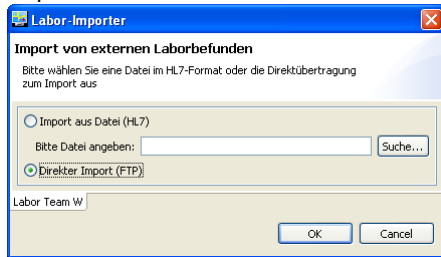 Labor-Importer
Import von externen Laborbefunden
Bitte wählen Sie eine Datei im HL7-Format oder die Direktübertragung
zum Import aus
Import aus Datei (HL7)
Bitte Datei angeben:
Suche...
Direkter Import (FTP)
Labor Team W
OK
Cancel